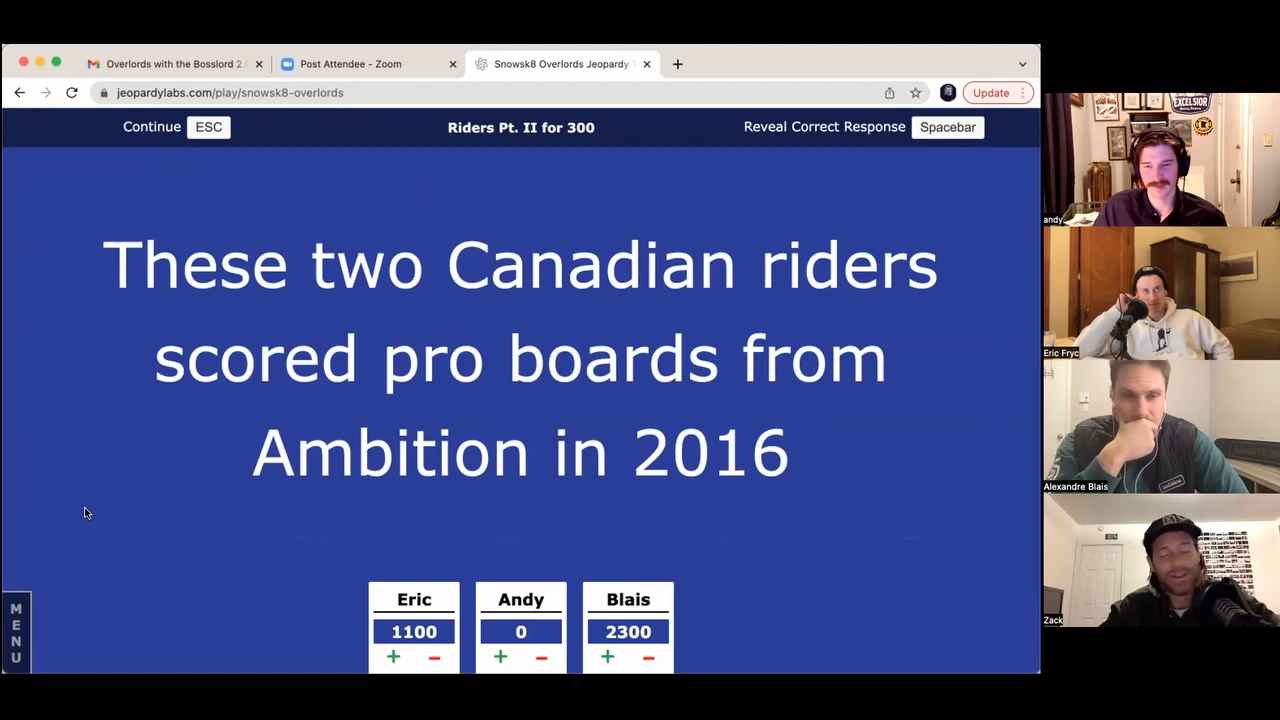 Overlords with the Bosslord 2.
Post Attendee - Zoom
Snowsk8 Overlords Jeopardy
jeopardylabs.com/play/snowsk8-overlords
Update
Continue ESC
Riders Pt. II for 300
Reveal Correct Response Spacebar
These two Canadian riders
scored pro boards from
Ambition in 2016
MENU
Eric
1100
+ −
Andy
0
+ −
Blais
2300
+ −
EXCELSIOR
andy
Eric Fryc
Alexandre Blais
Zack